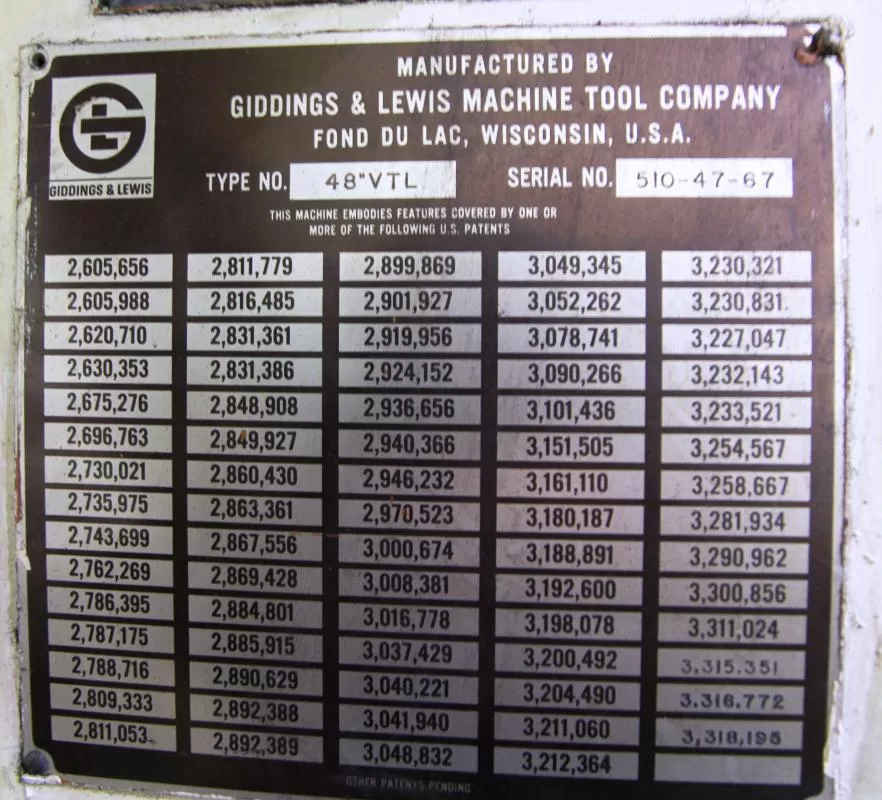 MANUFACTURED BY
GIDDINGS & LEWIS MACHINE TOOL COMPANY
FOND DU LAC, WISCONSIN, U.S.A.
GIDDINGS & LEWIS
TYPE NO. 48"VTL SERIAL NO. 510-47-67
THIS MACHINE EMBODIES FEATURES COVERED BY ONE OR
MORE OF THE FOLLOWING U.S. PATENTS
2,605,656 2,811,779 2,899,869 3,049,345 3,230,321
2,605,988 2,816,485 2,901,927 3,052,262 3,230,831
2,620,710 2,831,361 2,919,956 3,078,741 3,227,047
2,630,353 2,831,386 2,924,152 3,090,266 3,232,143
2,675,276 2,848,908 2,936,656 3,101,436 3,233,521
2,696,763 2,849,927 2,940,366 3,151,505 3,254,567
2,730,021 2,860,430 2,946,232 3,161,110 3,258,667
2,735,975 2,863,361 2,970,523 3,180,187 3,281,934
2,743,699 2,867,556 3,000,674 3,188,891 3,290,962
2,762,269 2,869,428 3,008,381 3,192,600 3,300,856
2,786,395 2,884,801 3,016,778 3,198,078 3,311,024
2,787,175 2,885,915 3,037,429 3,200,492 3,315.351
2,788,716 2,890,629 3,040,221 3,204,490 3.316.772
2,809,333 2,892,388 3,041,940 3,211,060 3,318,195
2,811,053 2,892,389 3,048,832 3,212,364
OTHER PATENTS PENDING